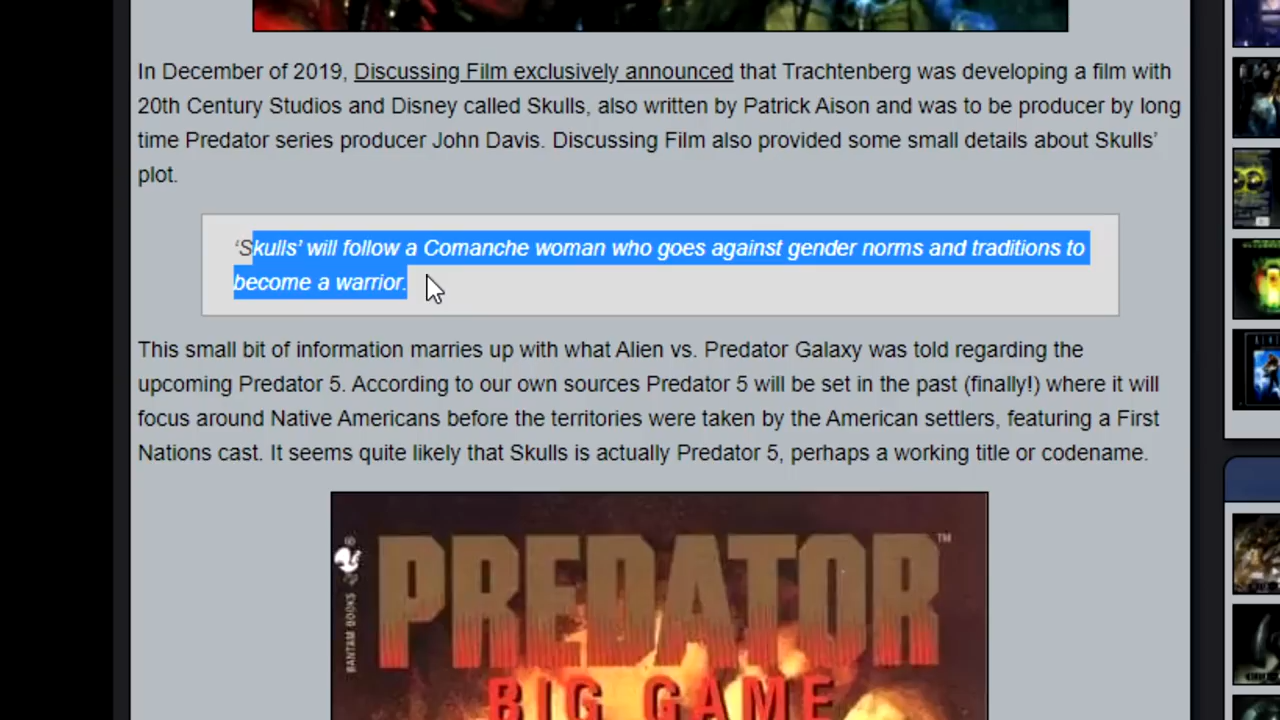 In December of 2019, Discussing Film exclusively announced that Trachtenberg was developing a film with
20th Century Studios and Disney called Skulls, also written by Patrick Aison and was to be producer by long
time Predator series producer John Davis. Discussing Film also provided some small details about Skulls’
plot.
‘Skulls’ will follow a Comanche woman who goes against gender norms and traditions to
become a warrior.
This small bit of information marries up with what Alien vs. Predator Galaxy was told regarding the
upcoming Predator 5. According to our own sources Predator 5 will be set in the past (finally!) where it will
focus around Native Americans before the territories were taken by the American settlers, featuring a First
Nations cast. It seems quite likely that Skulls is actually Predator 5, perhaps a working title or codename.
BANTAM BOOKS
PREDATOR™
BIG GAME